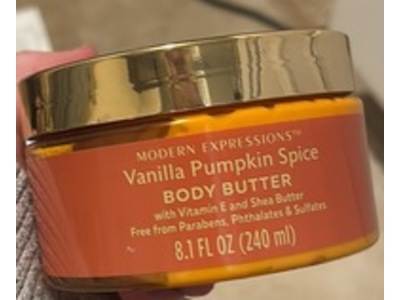 MODERN EXPRESSIONS™
Vanilla Pumpkin Spice
BODY BUTTER
with Vitamin E and Shea Butter
Free from Parabens, Phthalates & Sulfates
8.1 FL OZ (240 ml)